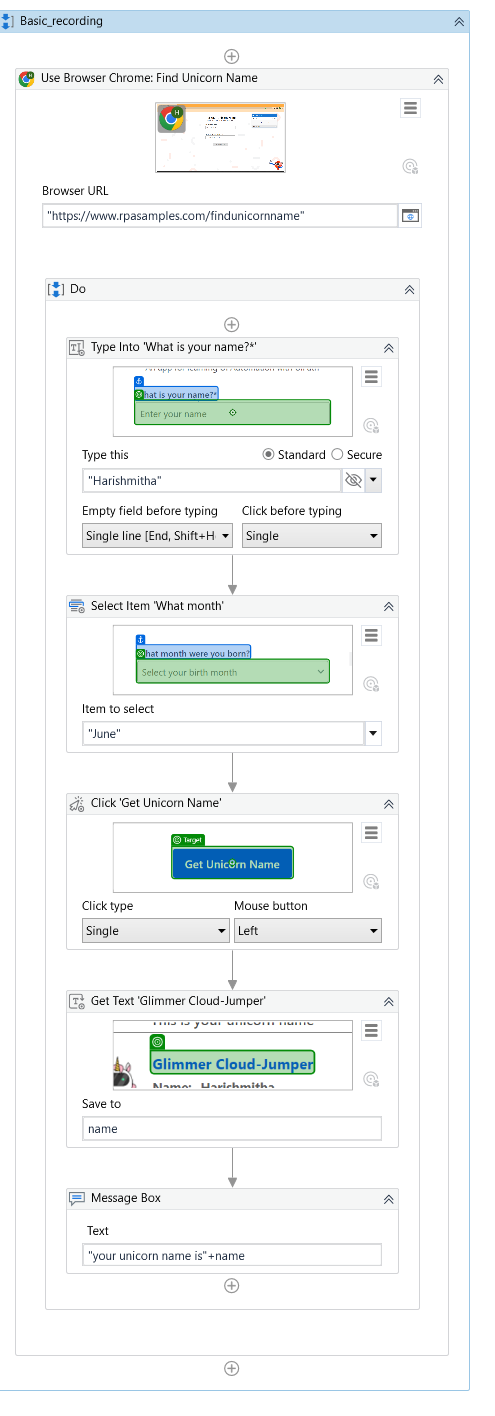 Basic_recording
Use Browser Chrome: Find Unicorn Name
Browser URL
"https://www.rpasamples.com/findunicornname"
Do
Type Into 'What is your name?*'
hat is your name?*
Enter your name
Type this
Standard
Secure
"Harishmitha"
Empty field before typing
Click before typing
Single line [End, Shift+H
Single
Select Item 'What month'
hat month were you born?
Select your birth month
Item to select
"June"
Click 'Get Unicorn Name'
Target
Get Unicorn Name
Click type
Mouse button
Single
Left
Get Text 'Glimmer Cloud-Jumper'
This is your unicorn name
Glimmer Cloud-Jumper
Name: Harishmitha
Save to
name
Message Box
Text
"your unicorn name is"+name